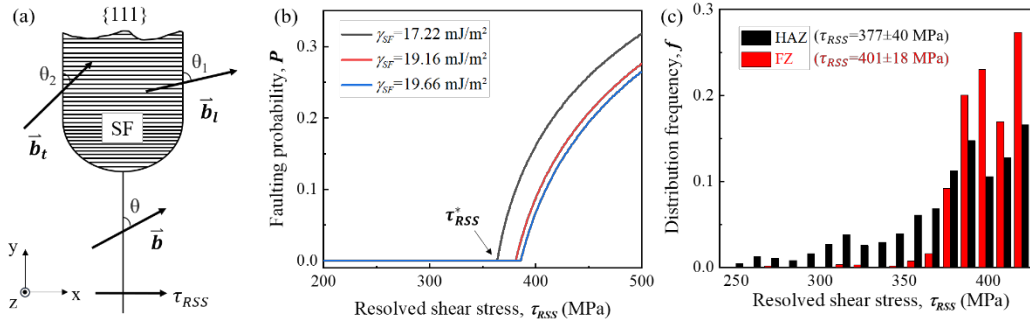 (a)
{111}
θ₂
θ₁
b⃗ₜ
SF
b⃗ₗ
θ
b⃗
y
z
x
τ_RSS
(b)
γ_SF=17.22 mJ/m²
γ_SF=19.16 mJ/m²
γ_SF=19.66 mJ/m²
τ*_RSS
Faulting probability, P
0.0
0.1
0.2
0.3
200
300
400
500
Resolved shear stress, τ_RSS (MPa)
(c)
HAZ (τ_RSS=377±40 MPa)
FZ (τ_RSS=401±18 MPa)
Distribution frequency, f
0.3
0.2
0.1
0.0
250
300
350
400
Resolved shear stress, τ_RSS (MPa)